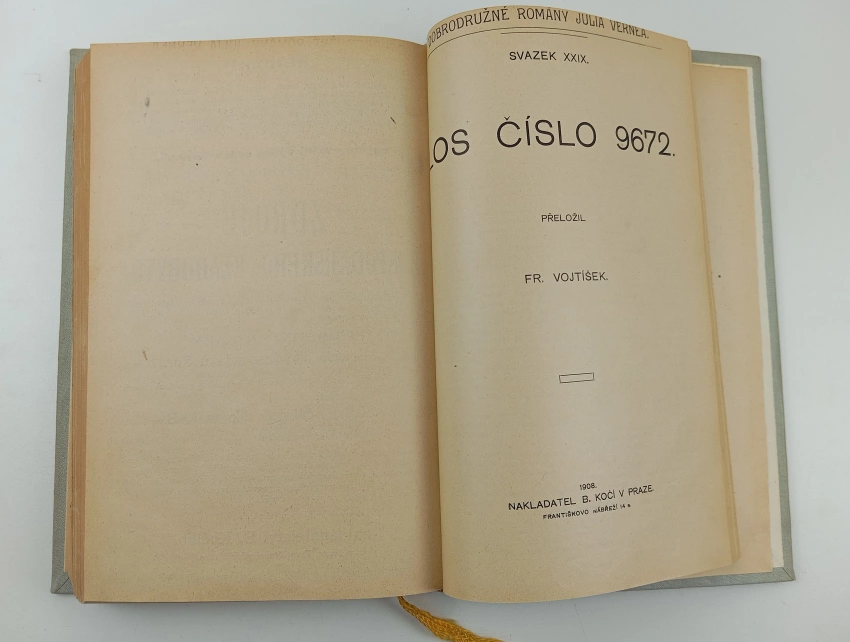 DOBRODRUŽNÉ ROMÁNY JULIA VERNEA.
SVAZEK XXIX.
LOS ČÍSLO 9672.
PŘELOŽIL
FR. VOJTÍŠEK.
1908.
NAKLADATEL B. KOČÍ V PRAZE.
FRANTIŠKOVO NÁBŘEŽÍ 14